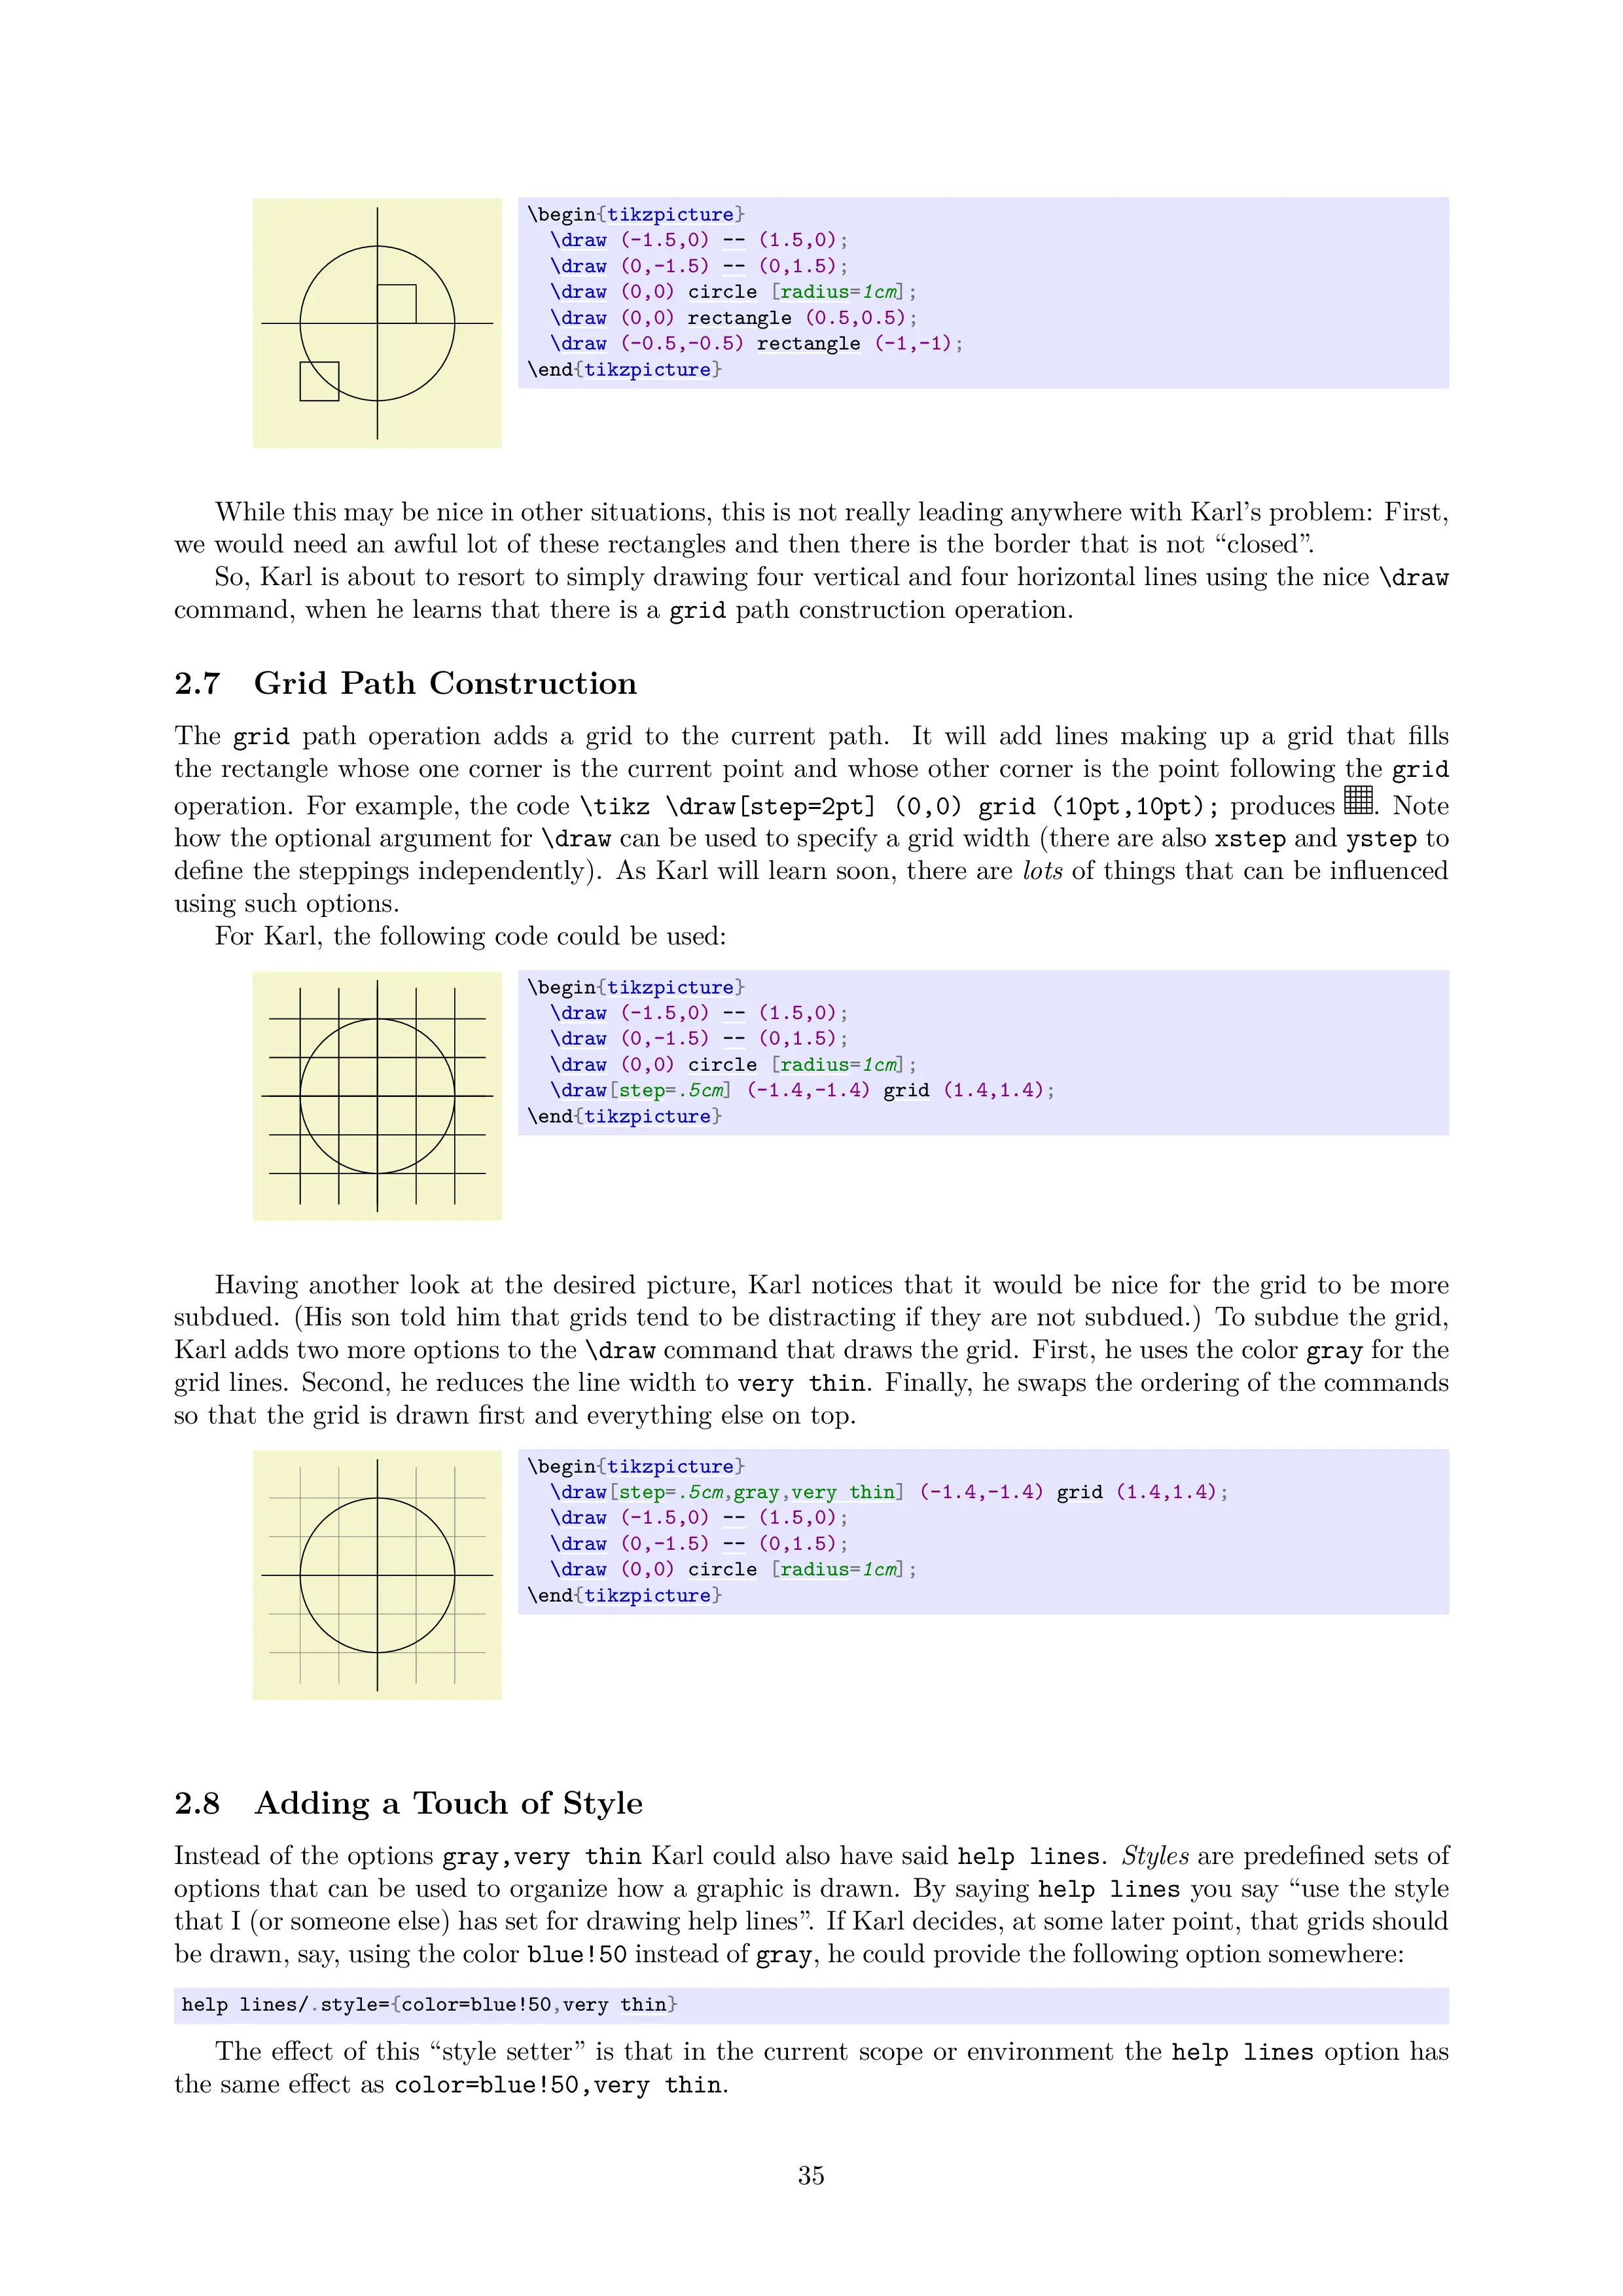 \begin{tikzpicture}
\draw (-1.5,0) -- (1.5,0);
\draw (0,-1.5) -- (0,1.5);
\draw (0,0) circle [radius=1cm];
\draw (0,0) rectangle (0.5,0.5);
\draw (-0.5,-0.5) rectangle (-1,-1);
\end{tikzpicture}
While this may be nice in other situations, this is not really leading anywhere with Karl’s problem: First,
we would need an awful lot of these rectangles and then there is the border that is not “closed”.
So, Karl is about to resort to simply drawing four vertical and four horizontal lines using the nice \draw
command, when he learns that there is a grid path construction operation.
2.7 Grid Path Construction
The grid path operation adds a grid to the current path. It will add lines making up a grid that fills
the rectangle whose one corner is the current point and whose other corner is the point following the grid
operation. For example, the code \tikz \draw[step=2pt] (0,0) grid (10pt,10pt); produces . Note
how the optional argument for \draw can be used to specify a grid width (there are also xstep and ystep to
define the steppings independently). As Karl will learn soon, there are lots of things that can be influenced
using such options.
For Karl, the following code could be used:
\begin{tikzpicture}
\draw (-1.5,0) -- (1.5,0);
\draw (0,-1.5) -- (0,1.5);
\draw (0,0) circle [radius=1cm];
\draw[step=.5cm] (-1.4,-1.4) grid (1.4,1.4);
\end{tikzpicture}
Having another look at the desired picture, Karl notices that it would be nice for the grid to be more
subdued. (His son told him that grids tend to be distracting if they are not subdued.) To subdue the grid,
Karl adds two more options to the \draw command that draws the grid. First, he uses the color gray for the
grid lines. Second, he reduces the line width to very thin. Finally, he swaps the ordering of the commands
so that the grid is drawn first and everything else on top.
\begin{tikzpicture}
\draw[step=.5cm,gray,very thin] (-1.4,-1.4) grid (1.4,1.4);
\draw (-1.5,0) -- (1.5,0);
\draw (0,-1.5) -- (0,1.5);
\draw (0,0) circle [radius=1cm];
\end{tikzpicture}
2.8 Adding a Touch of Style
Instead of the options gray,very thin Karl could also have said help lines. Styles are predefined sets of
options that can be used to organize how a graphic is drawn. By saying help lines you say “use the style
that I (or someone else) has set for drawing help lines”. If Karl decides, at some later point, that grids should
be drawn, say, using the color blue!50 instead of gray, he could provide the following option somewhere:
help lines/.style={color=blue!50,very thin}
The effect of this “style setter” is that in the current scope or environment the help lines option has
the same effect as color=blue!50,very thin.
35